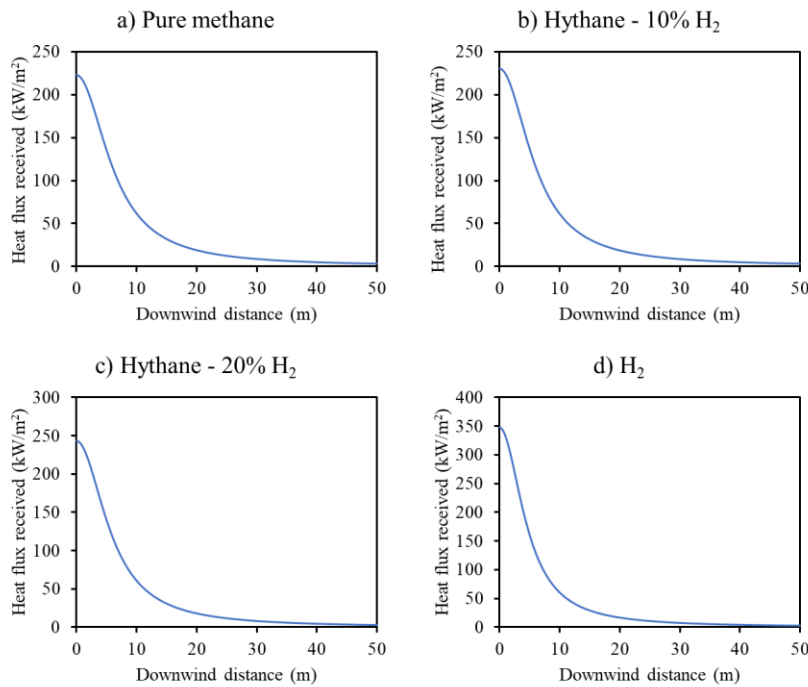 a) Pure methane
Heat flux received (kW/m²)
250
200
150
100
50
0
0 10 20 30 40 50
Downwind distance (m)
b) Hythane - 10% H₂
Heat flux received (kW/m²)
250
200
150
100
50
0
0 10 20 30 40 50
Downwind distance (m)
c) Hythane - 20% H₂
Heat flux received (kW/m²)
300
250
200
150
100
50
0
0 10 20 30 40 50
Downwind distance (m)
d) H₂
Heat flux received (kW/m²)
400
350
300
250
200
150
100
50
0
0 10 20 30 40 50
Downwind distance (m)